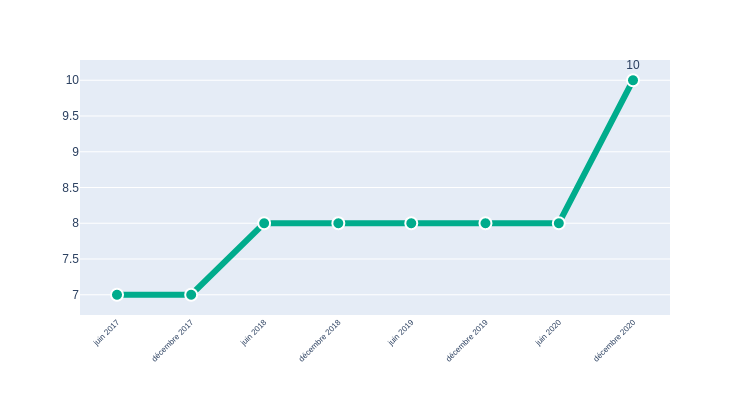 10
10
9.5
9
8.5
8
7.5
7
juin 2017
décembre 2017
juin 2018
décembre 2018
juin 2019
décembre 2019
juin 2020
décembre 2020